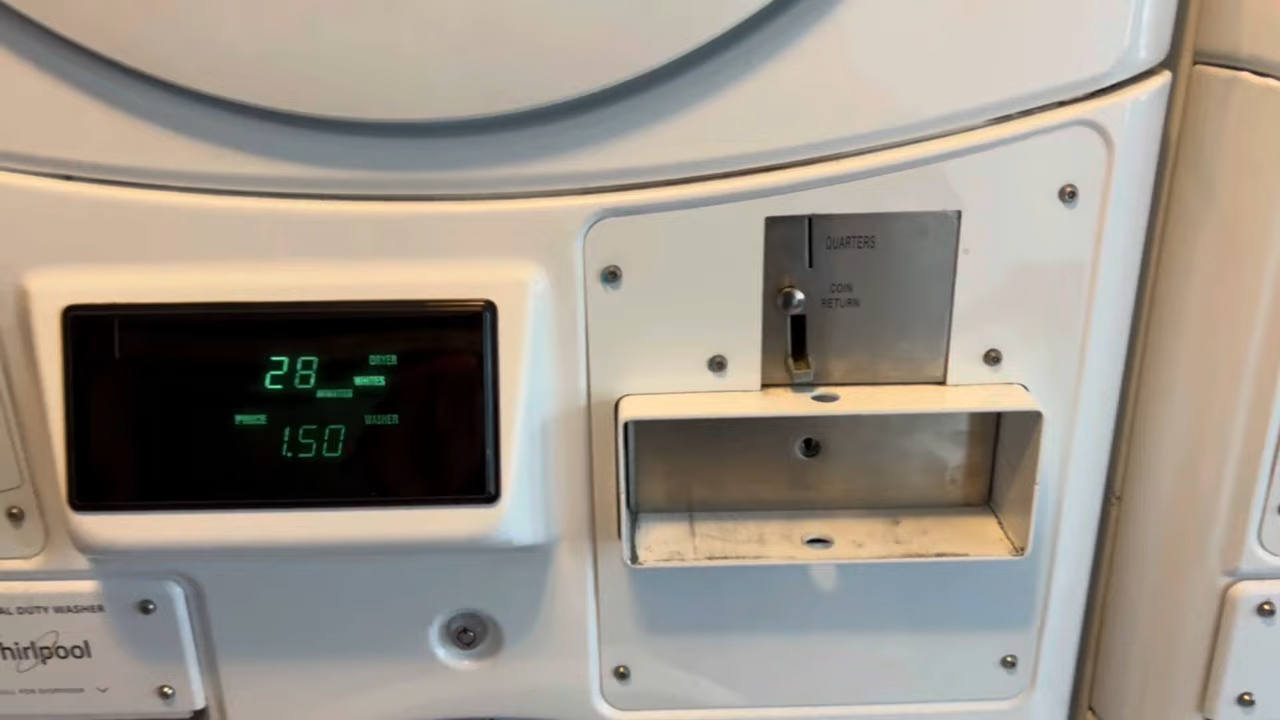 QUARTERS
COIN
RETURN
28
DRYER
WHITES
MINUTES
PRICE
WASHER
1.50
AL DUTY WASHER
hirlpool